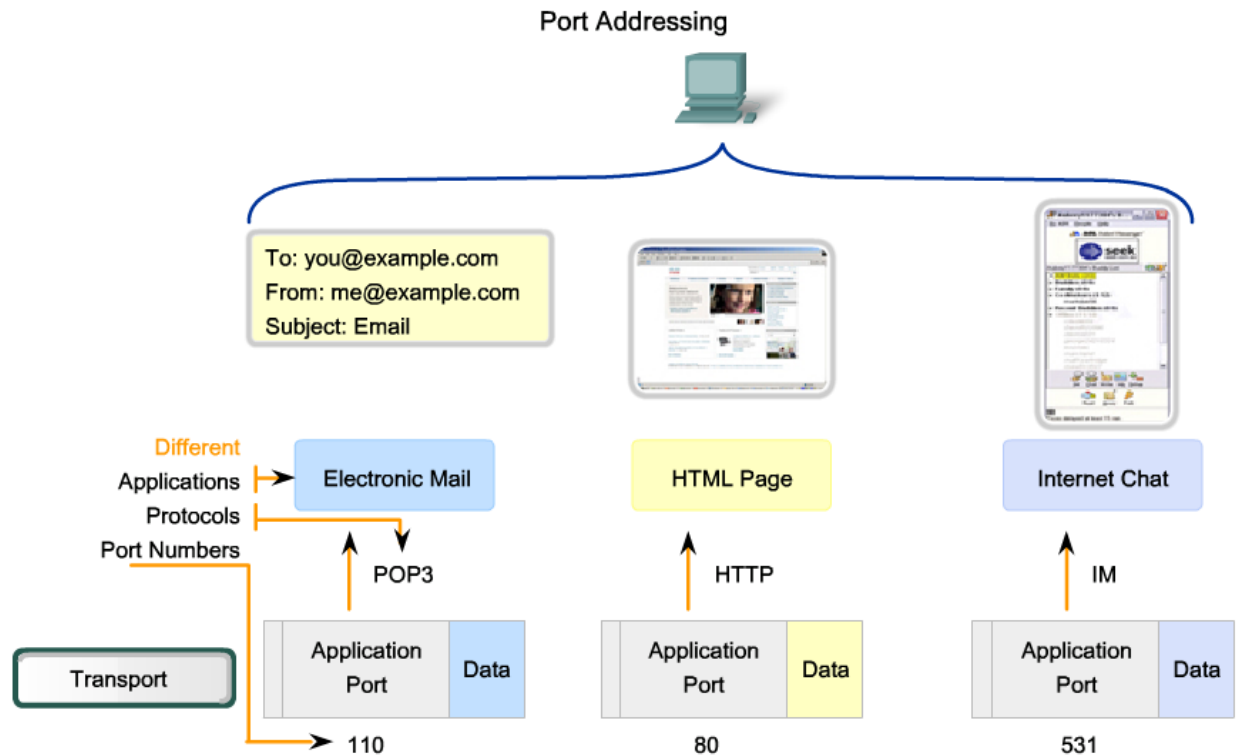 Port Addressing
To: you@example.com
From: me@example.com
Subject: Email
seek
Different
Applications
Protocols
Port Numbers
Electronic Mail
HTML Page
Internet Chat
POP3
HTTP
IM
Transport
Application
Port
Data
Application
Port
Data
Application
Port
Data
110
80
531